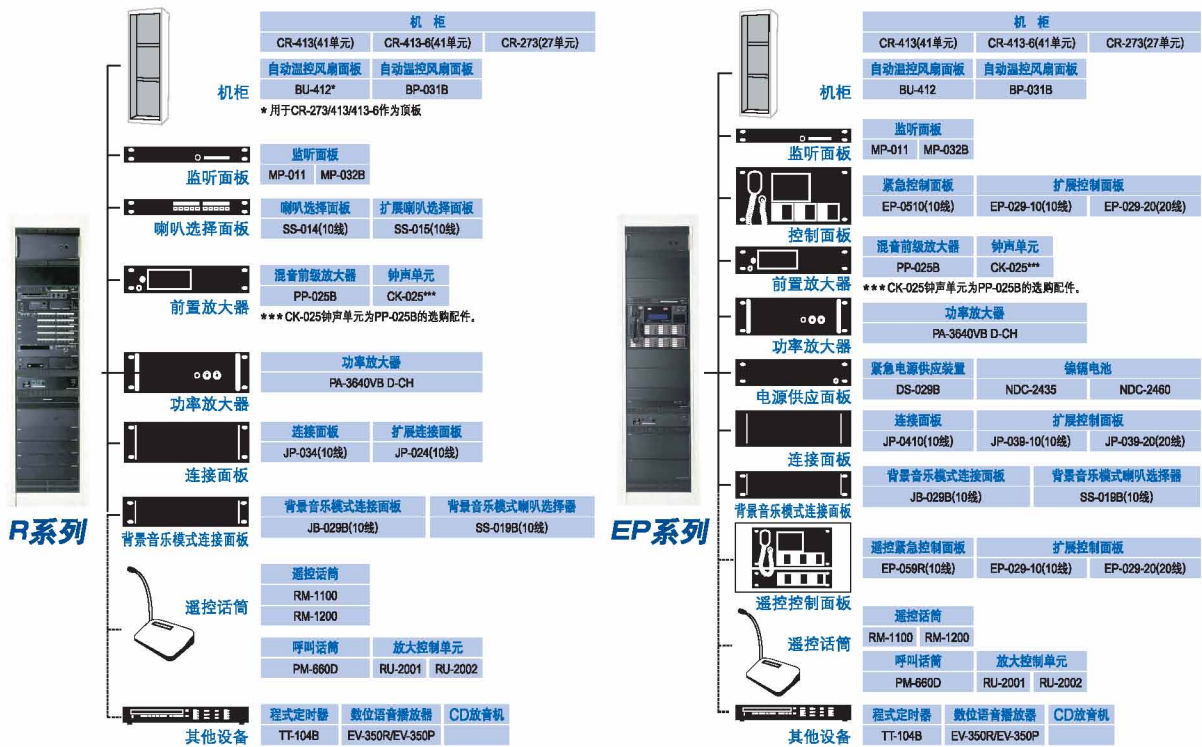 机 柜
CR-413(41单元) CR-413-6(41单元) CR-273(27单元)
自动温控风扇面板 自动温控风扇面板
BU-412* BP-031B
机柜
* 用于CR-273/413/413-6作为顶板
监听面板
MP-011 MP-032B
监听面板
喇叭选择面板 扩展喇叭选择面板
SS-014(10线) SS-015(10线)
喇叭选择面板
混音前级放大器 钟声单元
PP-025B CK-025***
前置放大器
***CK-025钟声单元为PP-025B的选购配件。
功率放大器
PA-3640VB D-CH
功率放大器
连接面板 扩展连接面板
JP-034(10线) JP-024(10线)
连接面板
背景音乐模式连接面板 背景音乐模式喇叭选择器
JB-029B(10线) SS-019B(10线)
背景音乐模式连接面板
R系列
遥控话筒
RM-1100
RM-1200
遥控话筒
呼叫话筒 放大控制单元
PM-660D RU-2001 RU-2002
程式定时器 数位语音播放器 CD放音机
TT-104B EV-350R/EV-350P
其他设备
机 柜
CR-413(41单元) CR-413-6(41单元) CR-273(27单元)
自动温控风扇面板 自动温控风扇面板
BU-412 BP-031B
机柜
监听面板
MP-011 MP-032B
监听面板
紧急控制面板 扩展控制面板
EP-0510(10线) EP-029-10(10线) EP-029-20(20线)
控制面板
混音前级放大器 钟声单元
PP-025B CK-025***
前置放大器
***CK-025钟声单元为PP-025B的选购配件。
功率放大器
PA-3640VB D-CH
功率放大器
紧急电源供应装置 镍镉电池
DS-029B NDC-2435 NDC-2460
电源供应面板
连接面板 扩展控制面板
JP-0410(10线) JP-039-10(10线) JP-039-20(20线)
连接面板
背景音乐模式连接面板 背景音乐模式喇叭选择器
JB-029B(10线) SS-019B(10线)
背景音乐模式连接面板
EP系列
遥控紧急控制面板 扩展控制面板
EP-059R(10线) EP-029-10(10线) EP-029-20(20线)
遥控控制面板
遥控话筒
RM-1100 RM-1200
遥控话筒
呼叫话筒 放大控制单元
PM-660D RU-2001 RU-2002
程式定时器 数位语音播放器 CD放音机
TT-104B EV-350R/EV-350P
其他设备